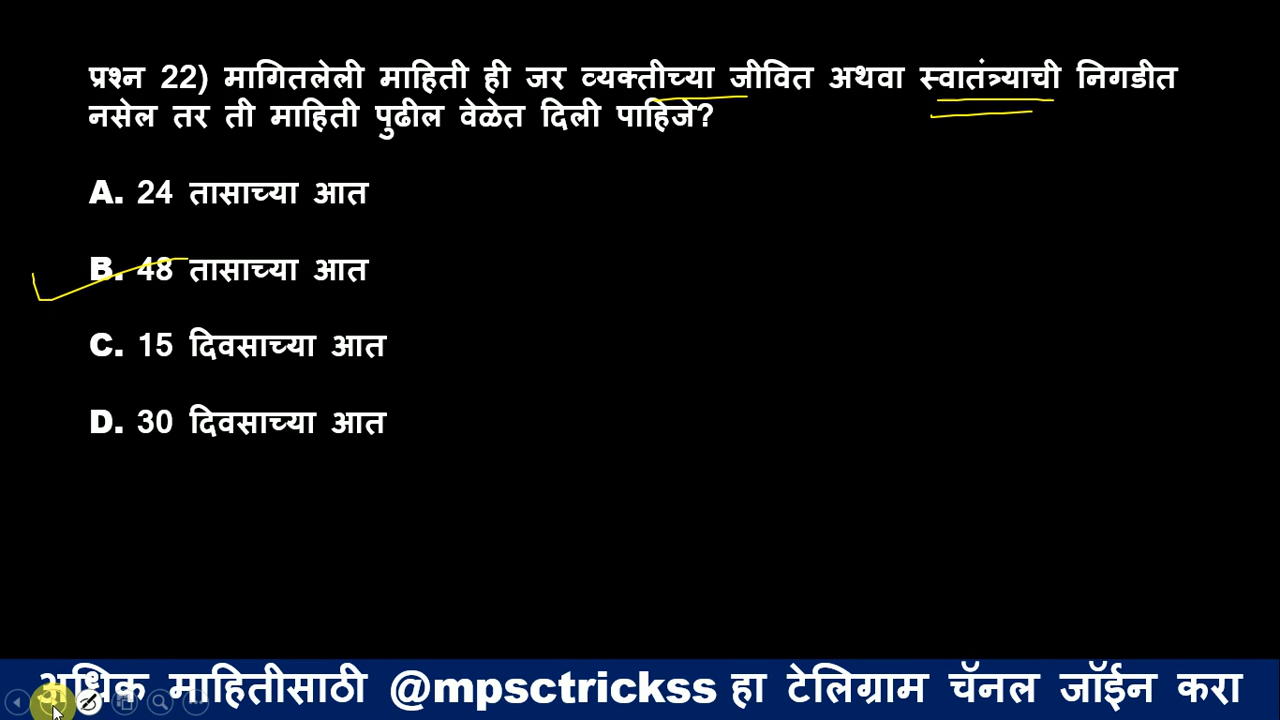 प्रश्न 22) मागितलेली माहिती ही जर व्यक्तीच्या जीवित अथवा स्वातंत्र्याची निगडीत
नसेल तर ती माहिती पुढील वेळेत दिली पाहिजे?
A. 24 तासाच्या आत
B. 48 तासाच्या आत
C. 15 दिवसाच्या आत
D. 30 दिवसाच्या आत
अधिक माहितीसाठी @mpsctrickss हा टेलिग्राम चॅनल जॉईन करा